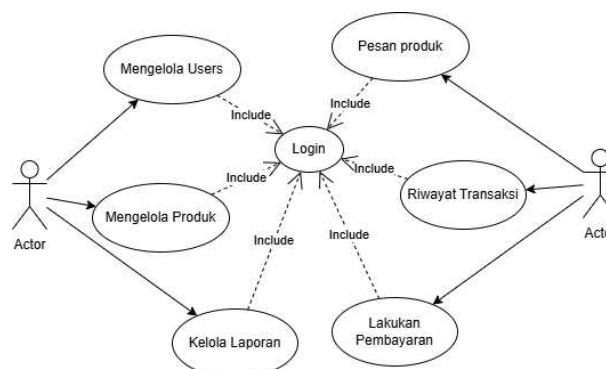 Pesan produk
Mengelola Users
Include
Include
Login
Include
Include
Riwayat Transaksi
Mengelola Produk
Actor
Include
Include
Lakukan
Pembayaran
Kelola Laporan